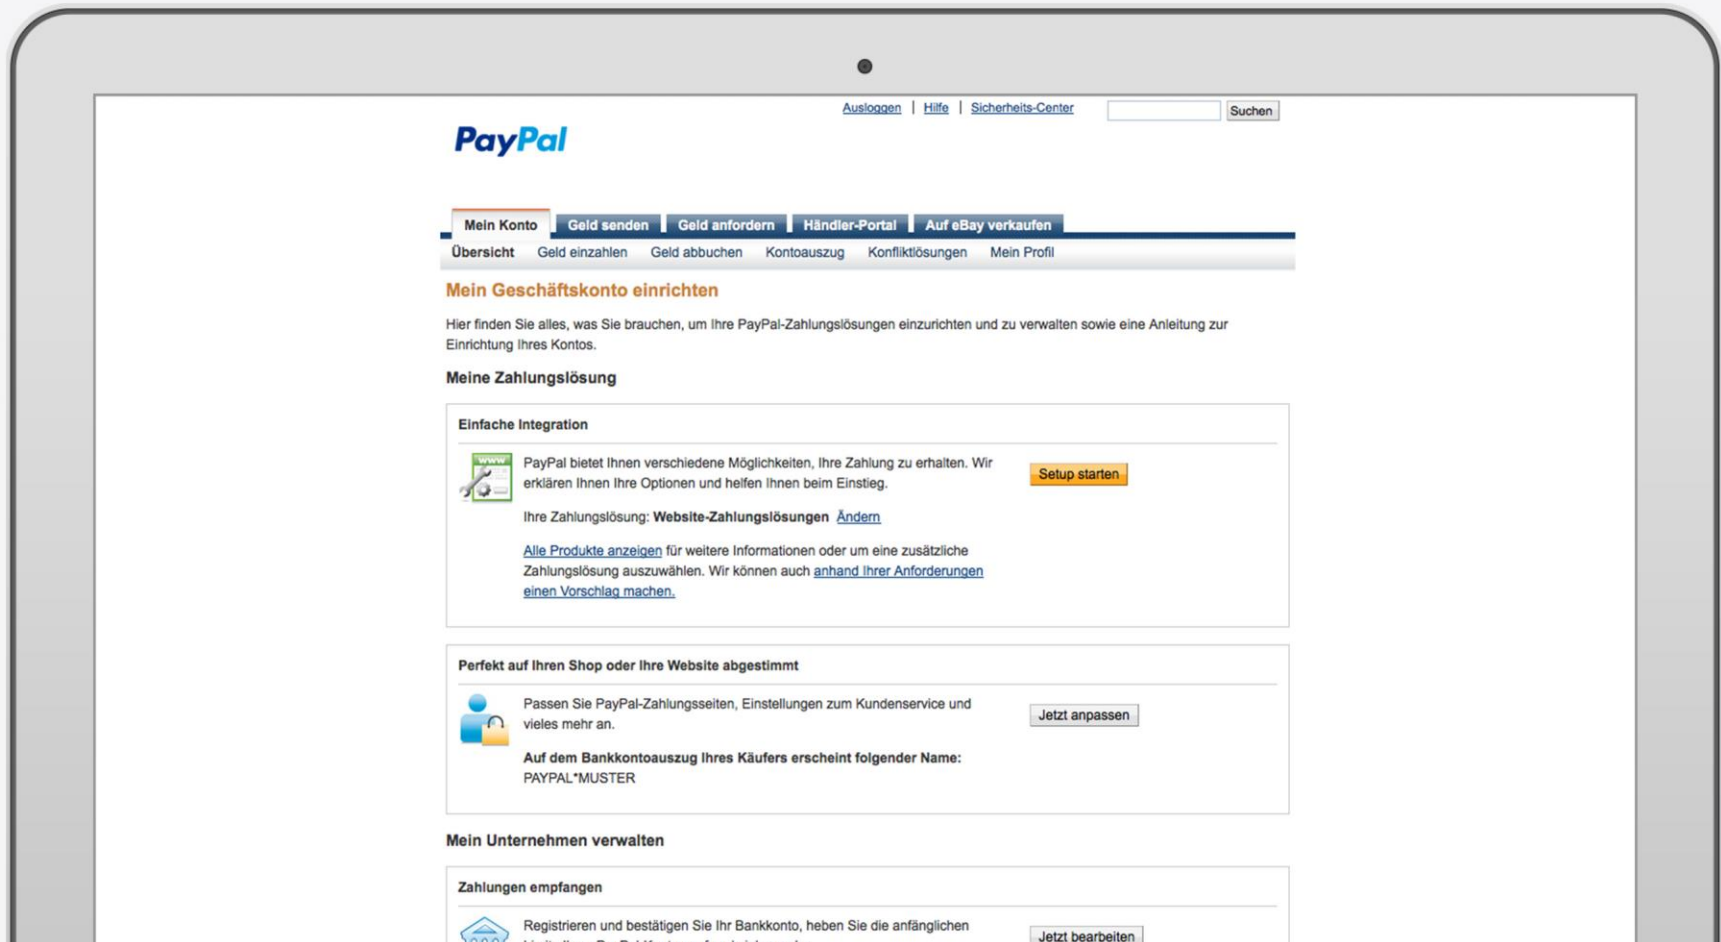 Ausloggen | Hilfe | Sicherheits-Center Suchen
PayPal
Mein Konto Geld senden Geld anfordern Händler-Portal Auf eBay verkaufen
Übersicht Geld einzahlen Geld abbuchen Kontoauszug Konfliktlösungen Mein Profil
Mein Geschäftskonto einrichten
Hier finden Sie alles, was Sie brauchen, um Ihre PayPal-Zahlungslösungen einzurichten und zu verwalten sowie eine Anleitung zur
Einrichtung Ihres Kontos.
Meine Zahlungslösung
Einfache Integration
www
PayPal bietet Ihnen verschiedene Möglichkeiten, Ihre Zahlung zu erhalten. Wir
erklären Ihnen Ihre Optionen und helfen Ihnen beim Einstieg.
Setup starten
Ihre Zahlungslösung: Website-Zahlungslösungen Ändern
Alle Produkte anzeigen für weitere Informationen oder um eine zusätzliche
Zahlungslösung auszuwählen. Wir können auch anhand Ihrer Anforderungen
einen Vorschlag machen.
Perfekt auf Ihren Shop oder Ihre Website abgestimmt
Passen Sie PayPal-Zahlungsseiten, Einstellungen zum Kundenservice und
vieles mehr an.
Jetzt anpassen
Auf dem Bankkontoauszug Ihres Käufers erscheint folgender Name:
PAYPAL*MUSTER
Mein Unternehmen verwalten
Zahlungen empfangen
Registrieren und bestätigen Sie Ihr Bankkonto, heben Sie die anfänglichen
Jetzt bearbeiten